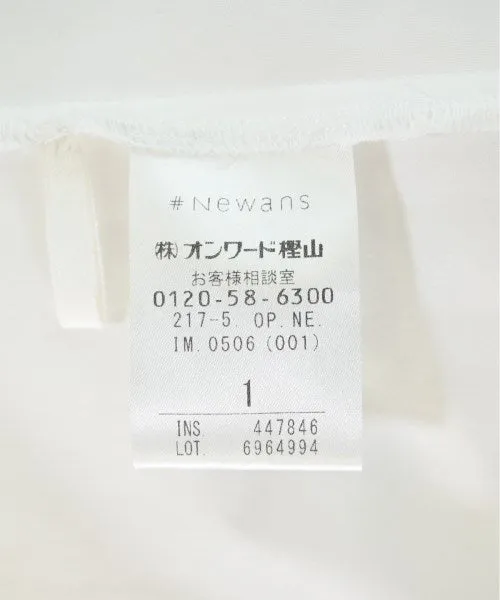 #Newans
㈱オンワード樫山
お客様相談室
0120-58-6300
217-5. OP. NE.
IM. 0506 (001)
1
INS. 447846
LOT. 6964994